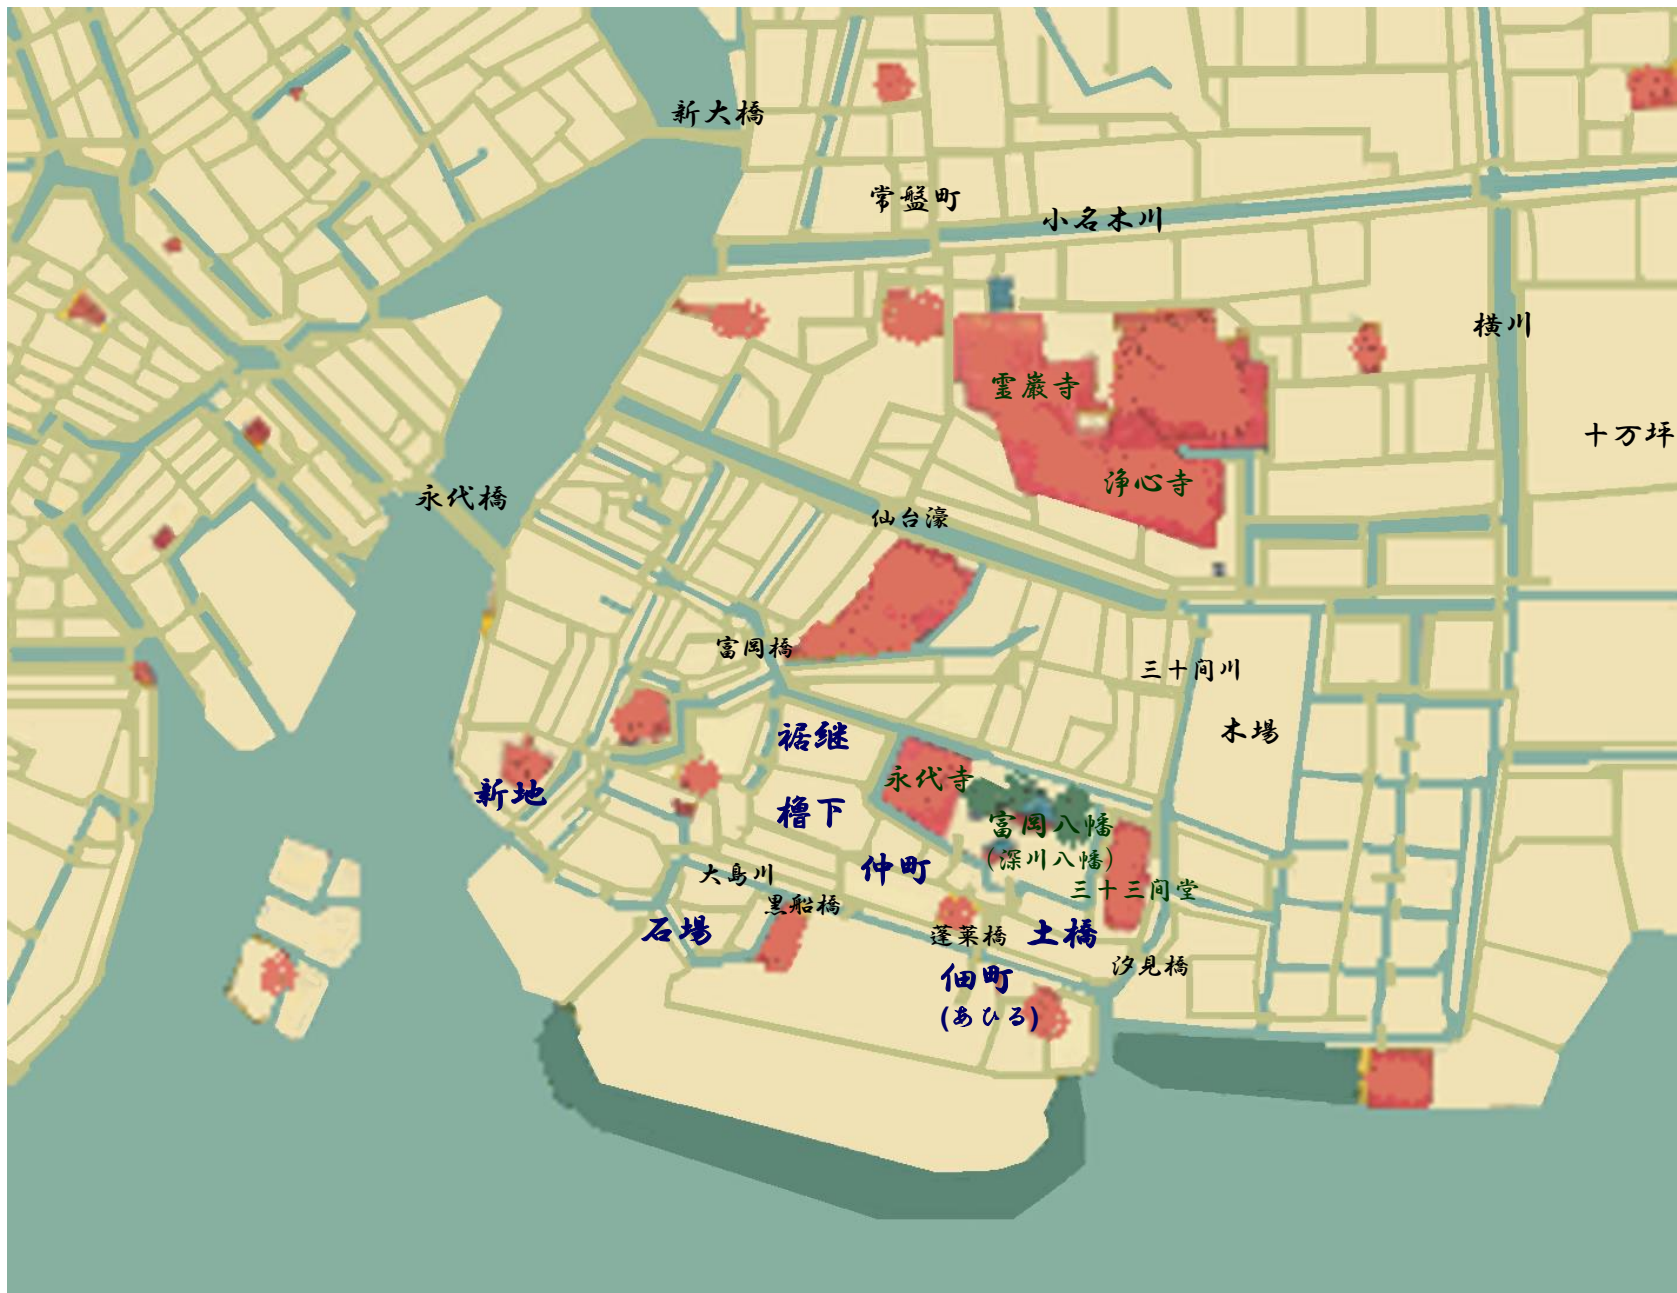 新大橋
常盤町
小名木川
横川
霊巌寺
十万坪
浄心寺
永代橋
仙台濠
富岡橋
三十间川
木場
裾継
永代寺
新地
櫓下
富岡八幡
(深川八幡)
仲町
大島川
三十三间堂
黒船橋
石場
蓬莱橋
土橋
汐見橋
佃町
(あひる)